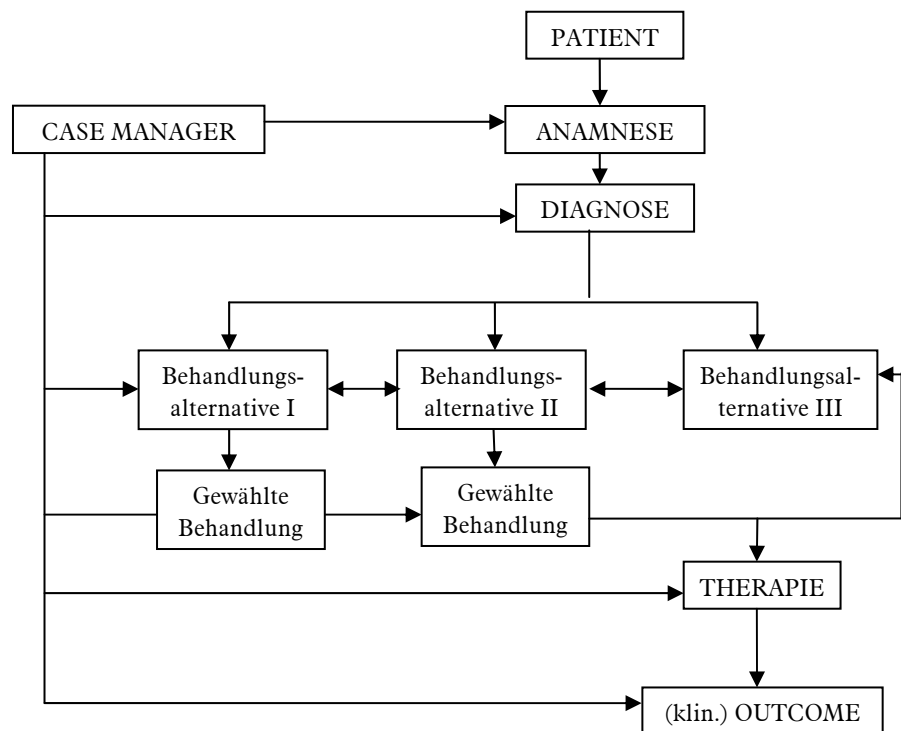 PATIENT
CASE MANAGER
ANAMNESE
DIAGNOSE
Behandlungs-
alternative I
Behandlungs-
alternative II
Behandlungsal-
ternative III
Gewählte
Behandlung
Gewählte
Behandlung
THERAPIE
(klin.) OUTCOME